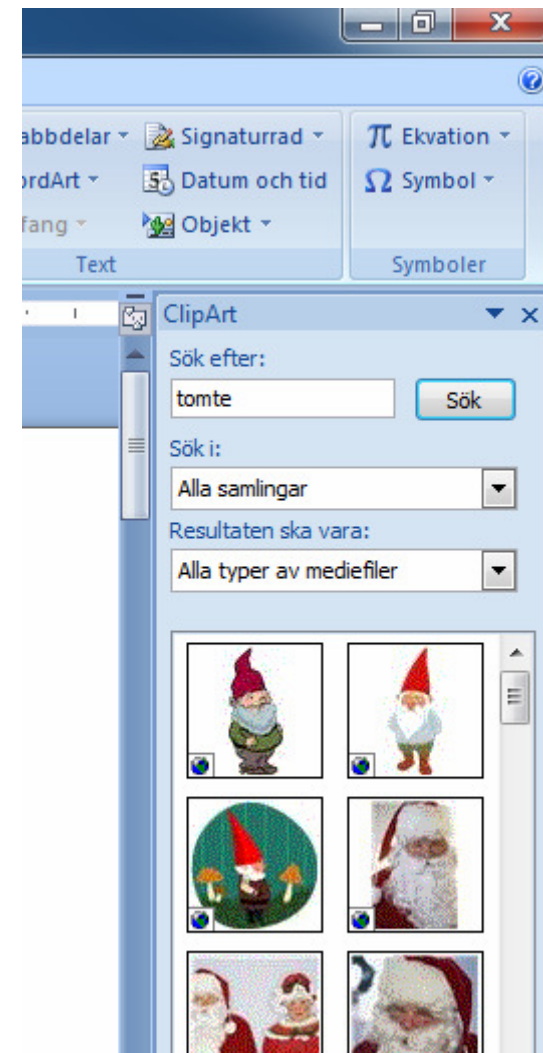 abbdelar
Signaturrad
π Ekvation
ordArt
Datum och tid
Ω Symbol
fang
Objekt
Text
Symboler
ClipArt
Sök efter:
tomte
Sök
Sök i:
Alla samlingar
Resultaten ska vara:
Alla typer av mediefiler